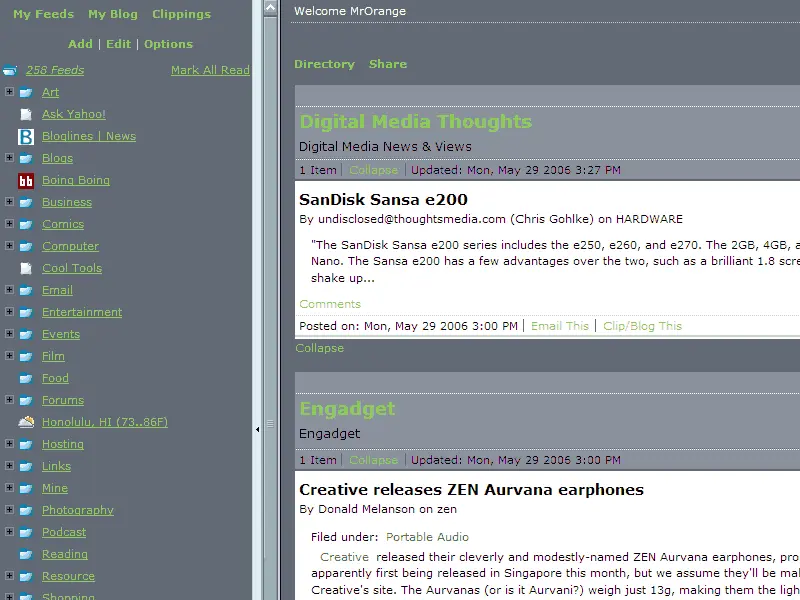 My Feeds My Blog Clippings
Add | Edit | Options
258 Feeds Mark All Read
Art
Ask Yahoo!
B Bloglines | News
Blogs
bb Boing Boing
Business
Comics
Computer
Cool Tools
Email
Entertainment
Events
Film
Food
Forums
Honolulu, HI (73..86F)
Hosting
Links
Mine
Photography
Podcast
Reading
Resource
Shopping
Welcome MrOrange
Directory Share
Digital Media Thoughts
Digital Media News & Views
1 Item | Collapse | Updated: Mon, May 29 2006 3:27 PM
SanDisk Sansa e200
By undisclosed@thoughtsmedia.com (Chris Gohlke) on HARDWARE
"The SanDisk Sansa e200 series includes the e250, e260, and e270. The 2GB, 4GB, a
Nano. The Sansa e200 has a few advantages over the two, such as a brilliant 1.8 scre
shake up...
Comments
Posted on: Mon, May 29 2006 3:00 PM | Email This | Clip/Blog This
Collapse
Engadget
Engadget
1 Item | Collapse | Updated: Mon, May 29 2006 3:00 PM
Creative releases ZEN Aurvana earphones
By Donald Melanson on zen
Filed under: Portable Audio
Creative released their cleverly and modestly-named ZEN Aurvana earphones, pro
apparently first being released in Singapore this month, but we assume they'll be mal
Creative's site. The Aurvanas (or is it Aurvani?) weigh just 13g, making them the ligh